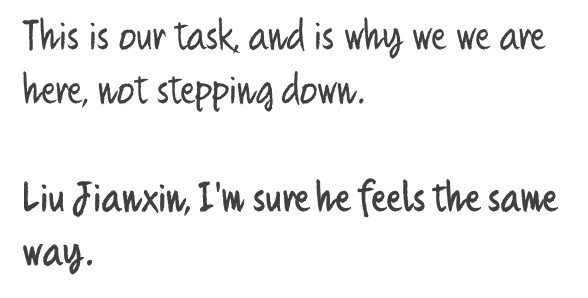 This is our task, and is why we we are
here, not stepping down.
Liu Jianxin, I'm sure he feels the same
way.